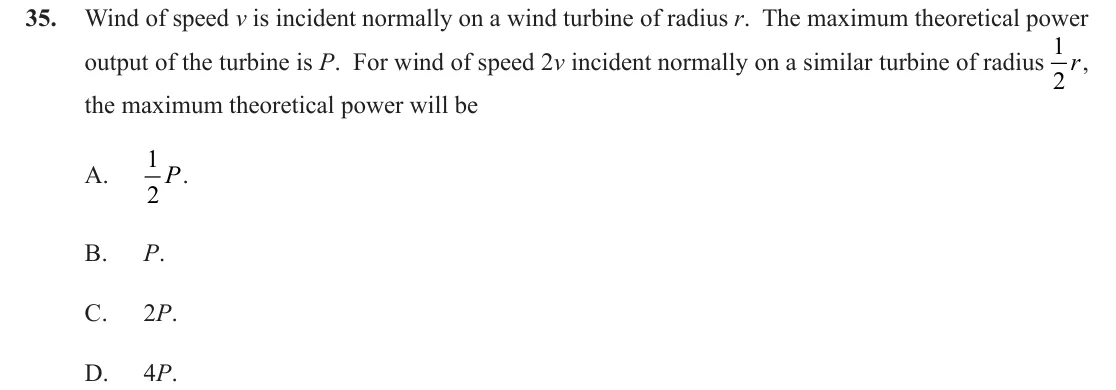 35. Wind of speed v is incident normally on a wind turbine of radius r. The maximum theoretical power
output of the turbine is P. For wind of speed 2v incident normally on a similar turbine of radius 1/2 r,
the maximum theoretical power will be
A. 1/2 P.
B. P.
C. 2P.
D. 4P.